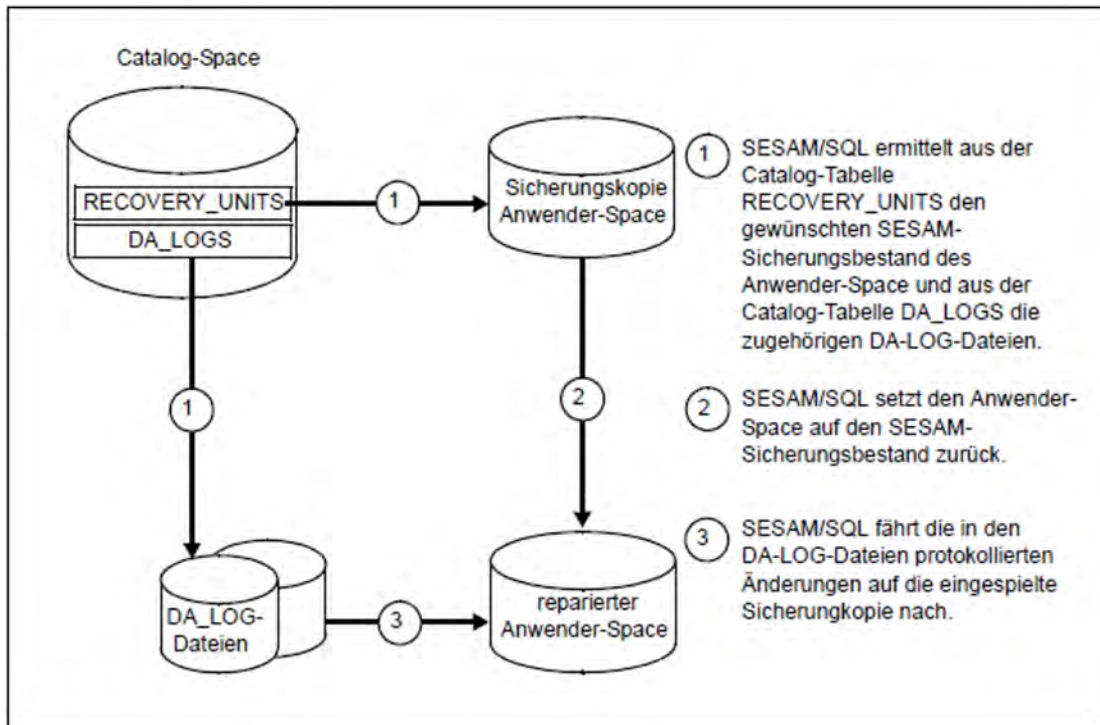 Catalog-Space
RECOVERY_UNITS
DA_LOGS
1
Sicherungskopie
Anwender-Space
1
2
DA_LOG-
Dateien
3
reparierter
Anwender-Space
1
SESAM/SQL ermittelt aus der
Catalog-Tabelle
RECOVERY_UNITS den
gewünschten SESAM-
Sicherungsbestand des
Anwender-Space und aus der
Catalog-Tabelle DA_LOGS die
zugehörigen DA-LOG-Dateien.
2
SESAM/SQL setzt den Anwender-
Space auf den SESAM-
Sicherungsbestand zurück.
3
SESAM/SQL fährt die in den
DA-LOG-Dateien protokollierten
Änderungen auf die eingespielte
Sicherungkopie nach.